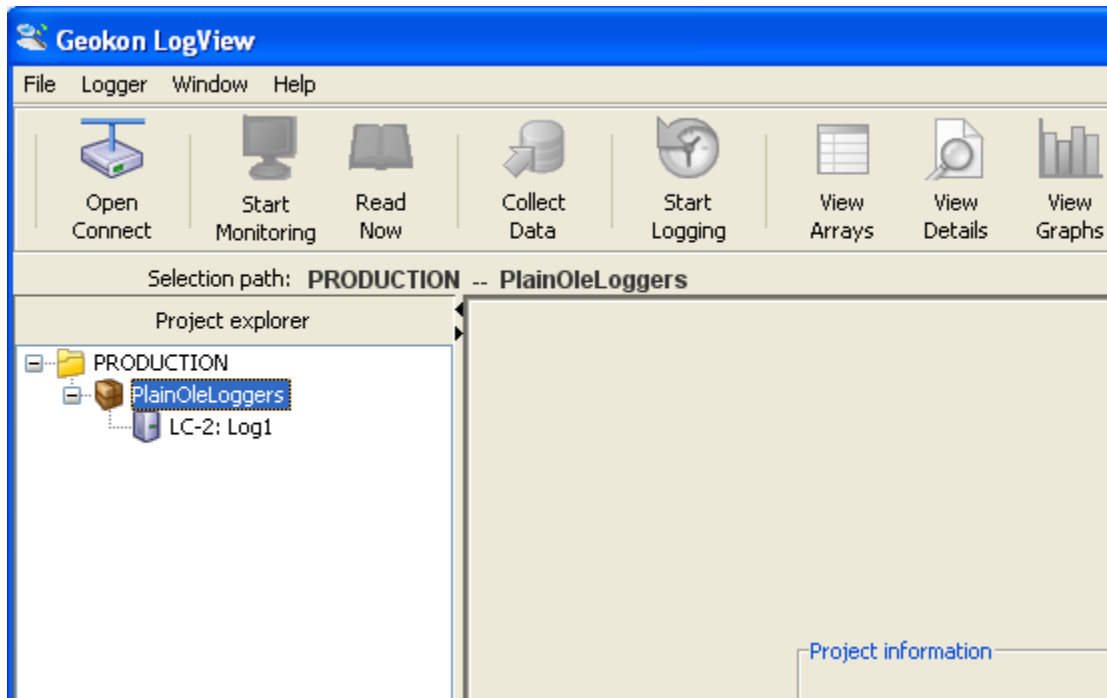 Geokon LogView
File Logger Window Help
Open Connect
Start Monitoring
Read Now
Collect Data
Start Logging
View Arrays
View Details
View Graphs
Selection path: PRODUCTION -- PlainOleLoggers
Project explorer
PRODUCTION
PlainOleLoggers
LC-2: Log1
Project information